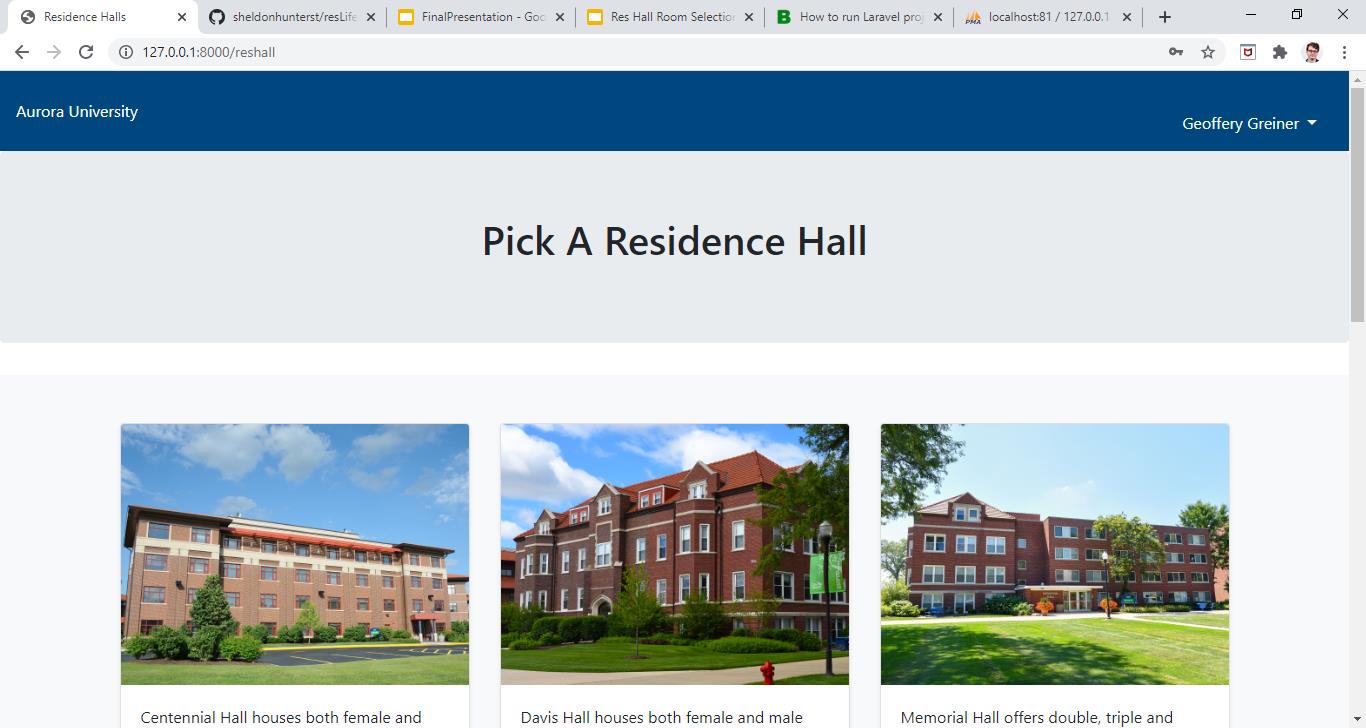 Residence Halls
sheldonhunterst/resLife
FinalPresentation - Goo
Res Hall Room Selection
How to run Laravel proj
PMA
localhost:81 / 127.0.0.1
127.0.0.1:8000/reshall
Aurora University
Geoffery Greiner
Pick A Residence Hall
Centennial Hall houses both female and
Davis Hall houses both female and male
Memorial Hall offers double, triple and